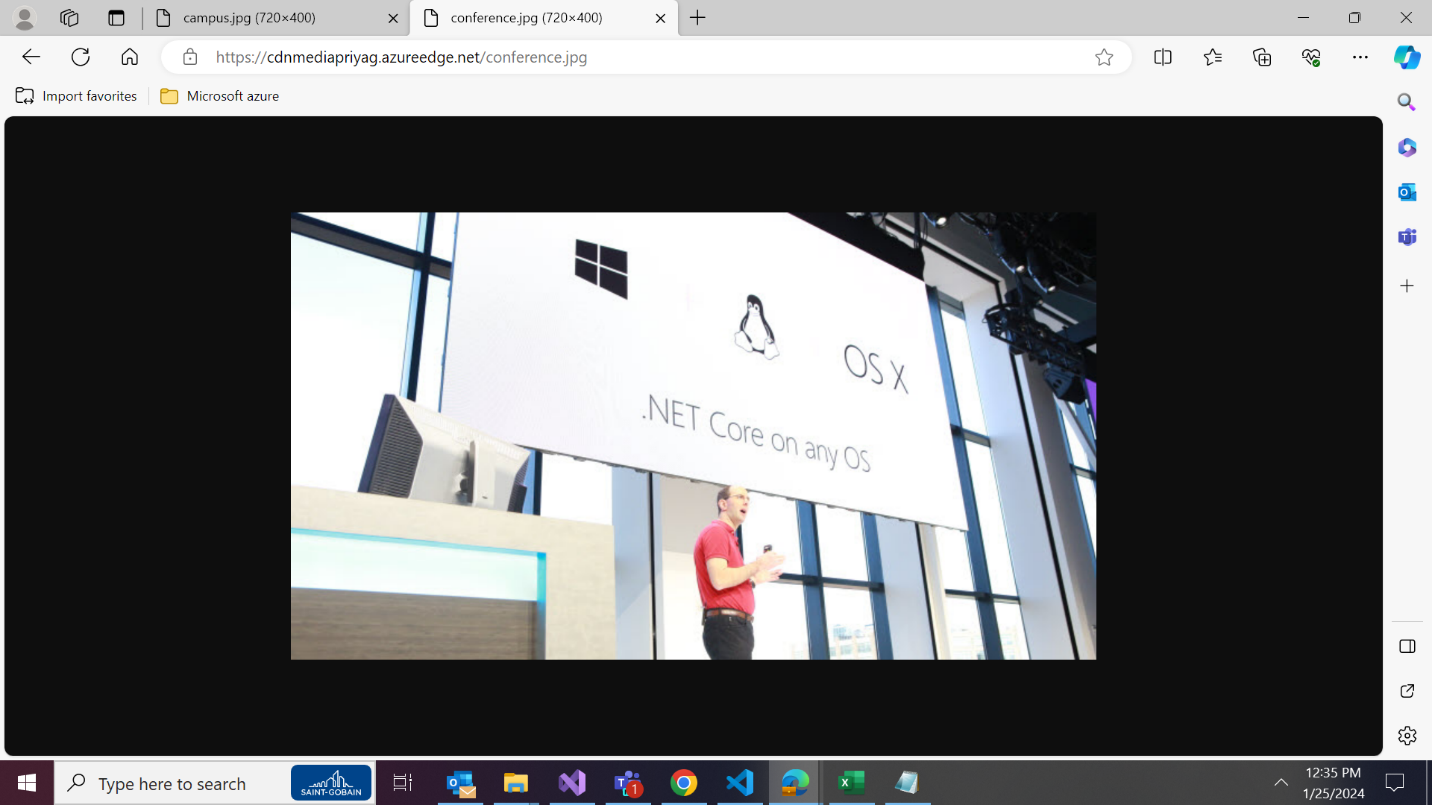 campus.jpg (720×400)
conference.jpg (720×400)
https://cdnmediapriyag.azureedge.net/conference.jpg
Import favorites
Microsoft azure
OS X
.NET Core on any OS
Type here to search
SAINT-GOBAIN
1
12:35 PM
1/25/2024